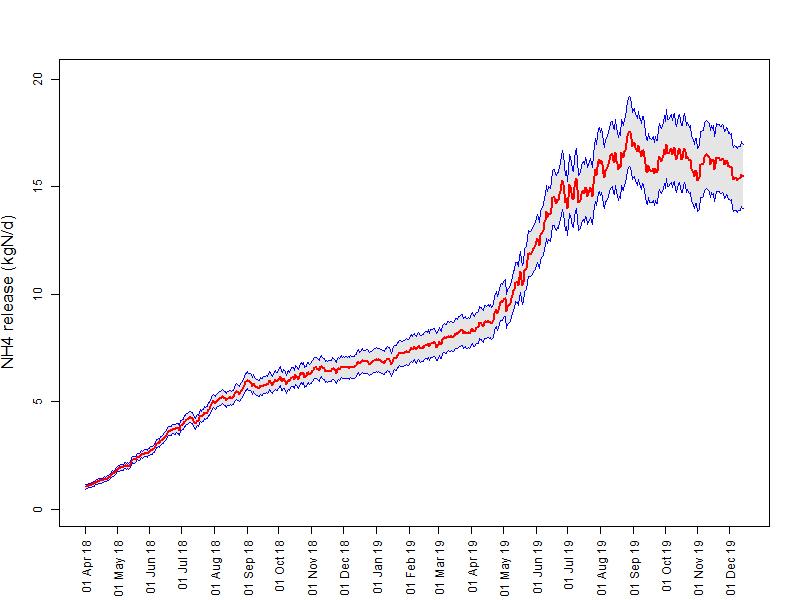 NH4 release (kgN/d)
20
15
10
5
0
01 Apr 18
01 May 18
01 Jun 18
01 Jul 18
01 Aug 18
01 Sep 18
01 Oct 18
01 Nov 18
01 Dec 18
01 Jan 19
01 Feb 19
01 Mar 19
01 Apr 19
01 May 19
01 Jun 19
01 Jul 19
01 Aug 19
01 Sep 19
01 Oct 19
01 Nov 19
01 Dec 19